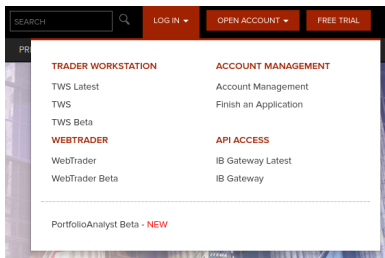 SEARCH
LOG IN
OPEN ACCOUNT
FREE TRIAL
PRI
TRADER WORKSTATION
TWS Latest
TWS
TWS Beta
WEBTRADER
WebTrader
WebTrader Beta
ACCOUNT MANAGEMENT
Account Management
Finish an Application
API ACCESS
IB Gateway Latest
IB Gateway
PortfolioAnalyst Beta - NEW